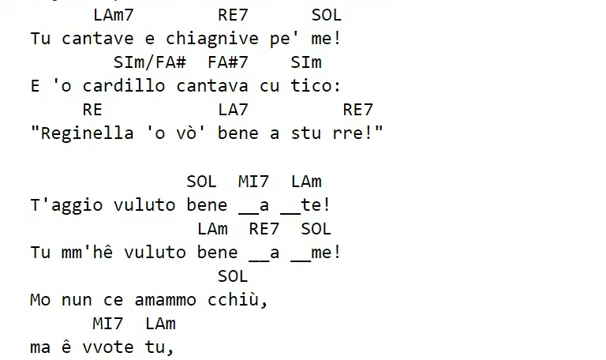 LAm7 RE7 SOL
Tu cantave e chiagnive pe' me!
SIm/FA# FA#7 SIm
E 'o cardillo cantava cu tico:
RE LA7 RE7
"Reginella 'o vò' bene a stu rre!"
SOL MI7 LAm
T'aggio vuluto bene __a __te!
LAm RE7 SOL
Tu mm'hê vuluto bene __a __me!
SOL
Mo nun ce amammo cchiù,
MI7 LAm
ma ê vvote tu,